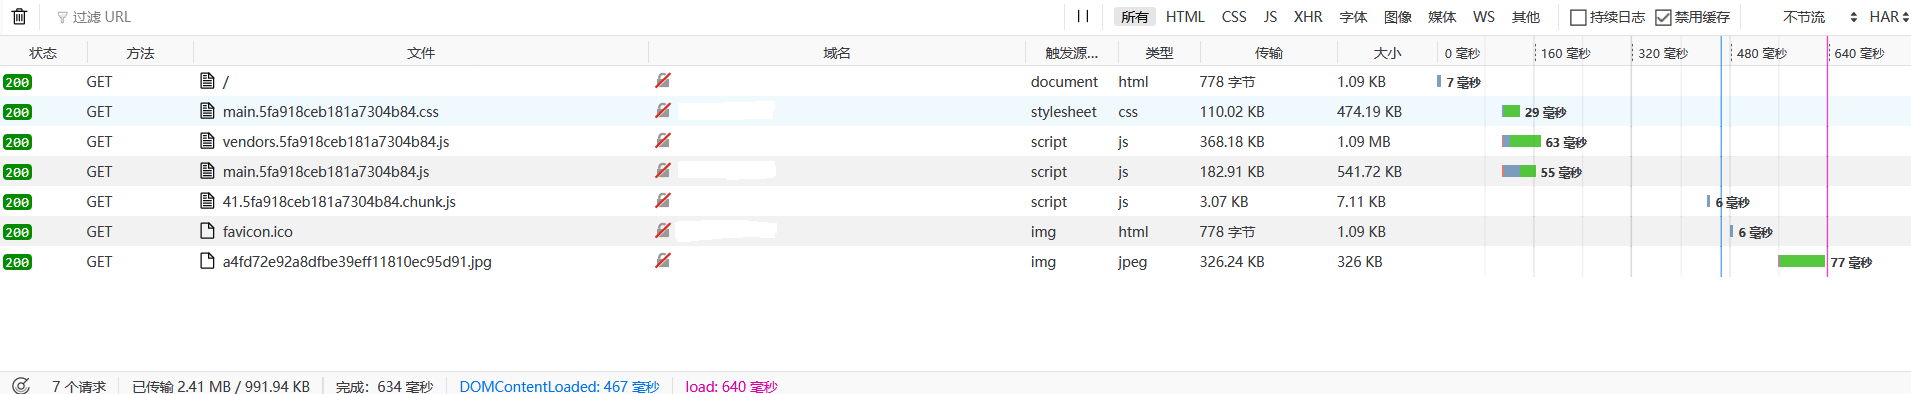 过滤 URL 所有 HTML CSS JS XHR 字体 图像 媒体 WS 其他 持续日志 禁用缓存 不节流 HAR
状态 方法 文件 域名 触发源... 类型 传输 大小 0 毫秒 160 毫秒 320 毫秒 480 毫秒 640 毫秒
200 GET / document html 778 字节 1.09 KB 7 毫秒
200 GET main.5fa918ceb181a7304b84.css stylesheet css 110.02 KB 474.19 KB 29 毫秒
200 GET vendors.5fa918ceb181a7304b84.js script js 368.18 KB 1.09 MB 63 毫秒
200 GET main.5fa918ceb181a7304b84.js script js 182.91 KB 541.72 KB 55 毫秒
200 GET 41.5fa918ceb181a7304b84.chunk.js script js 3.07 KB 7.11 KB 6 毫秒
200 GET favicon.ico img html 778 字节 1.09 KB 6 毫秒
200 GET a4fd72e92a8dfbe39eff11810ec95d91.jpg img jpeg 326.24 KB 326 KB 77 毫秒
7 个请求 已传输 2.41 MB / 991.94 KB 完成：634 毫秒 DOMContentLoaded: 467 毫秒 load: 640 毫秒